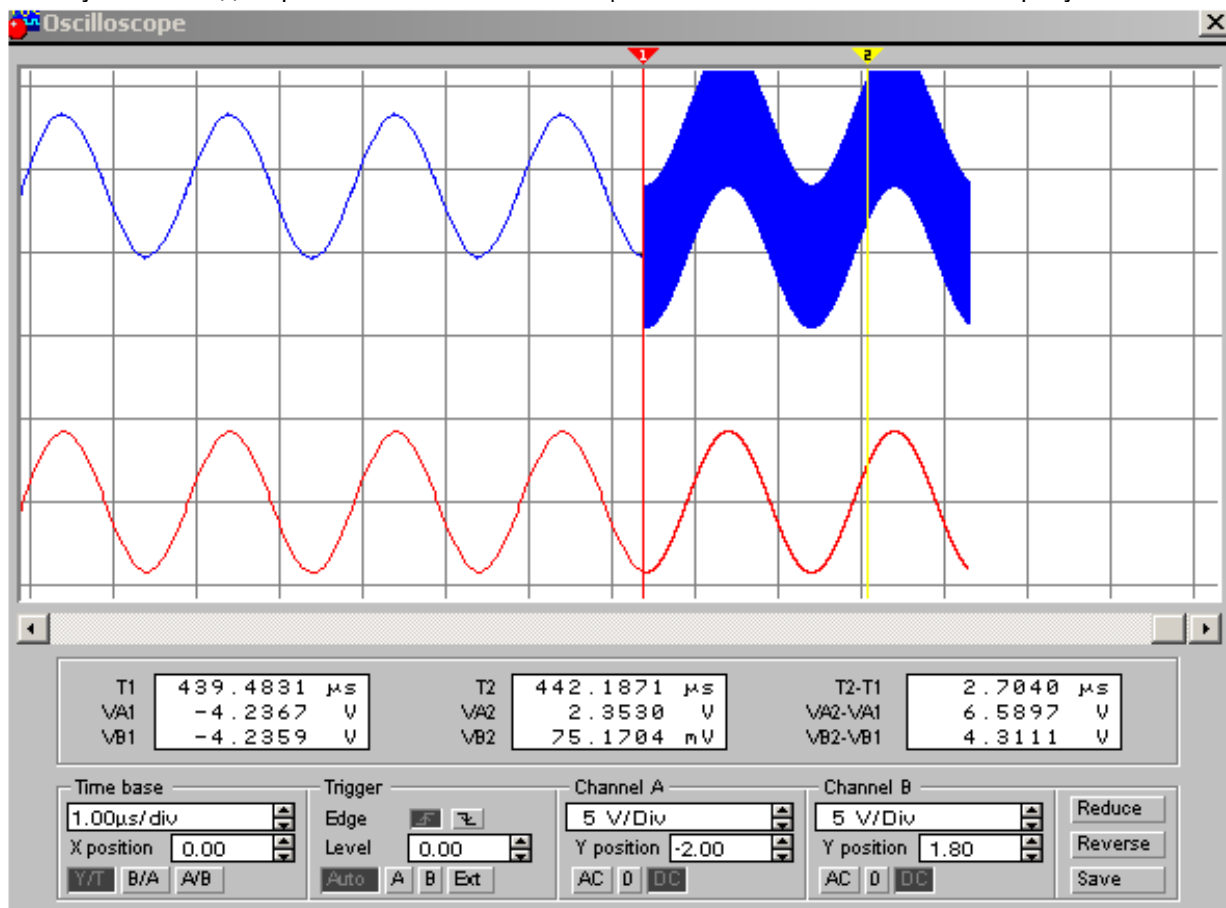 Oscilloscope
1 2
T1 439.4831 µs T2 442.1871 µs T2-T1 2.7040 µs
VA1 -4.2367 V VA2 2.3530 V VA2-VA1 6.5897 V
VB1 -4.2359 V VB2 75.1704 mV VB2-VB1 4.3111 V
Time base Trigger Channel A Channel B
1.00µs/div Edge 5 V/Div 5 V/Div Reduce
X position 0.00 Level 0.00 Y position -2.00 Y position 1.80 Reverse
Y/T B/A A/B Auto A B Ext AC 0 DC AC 0 DC Save